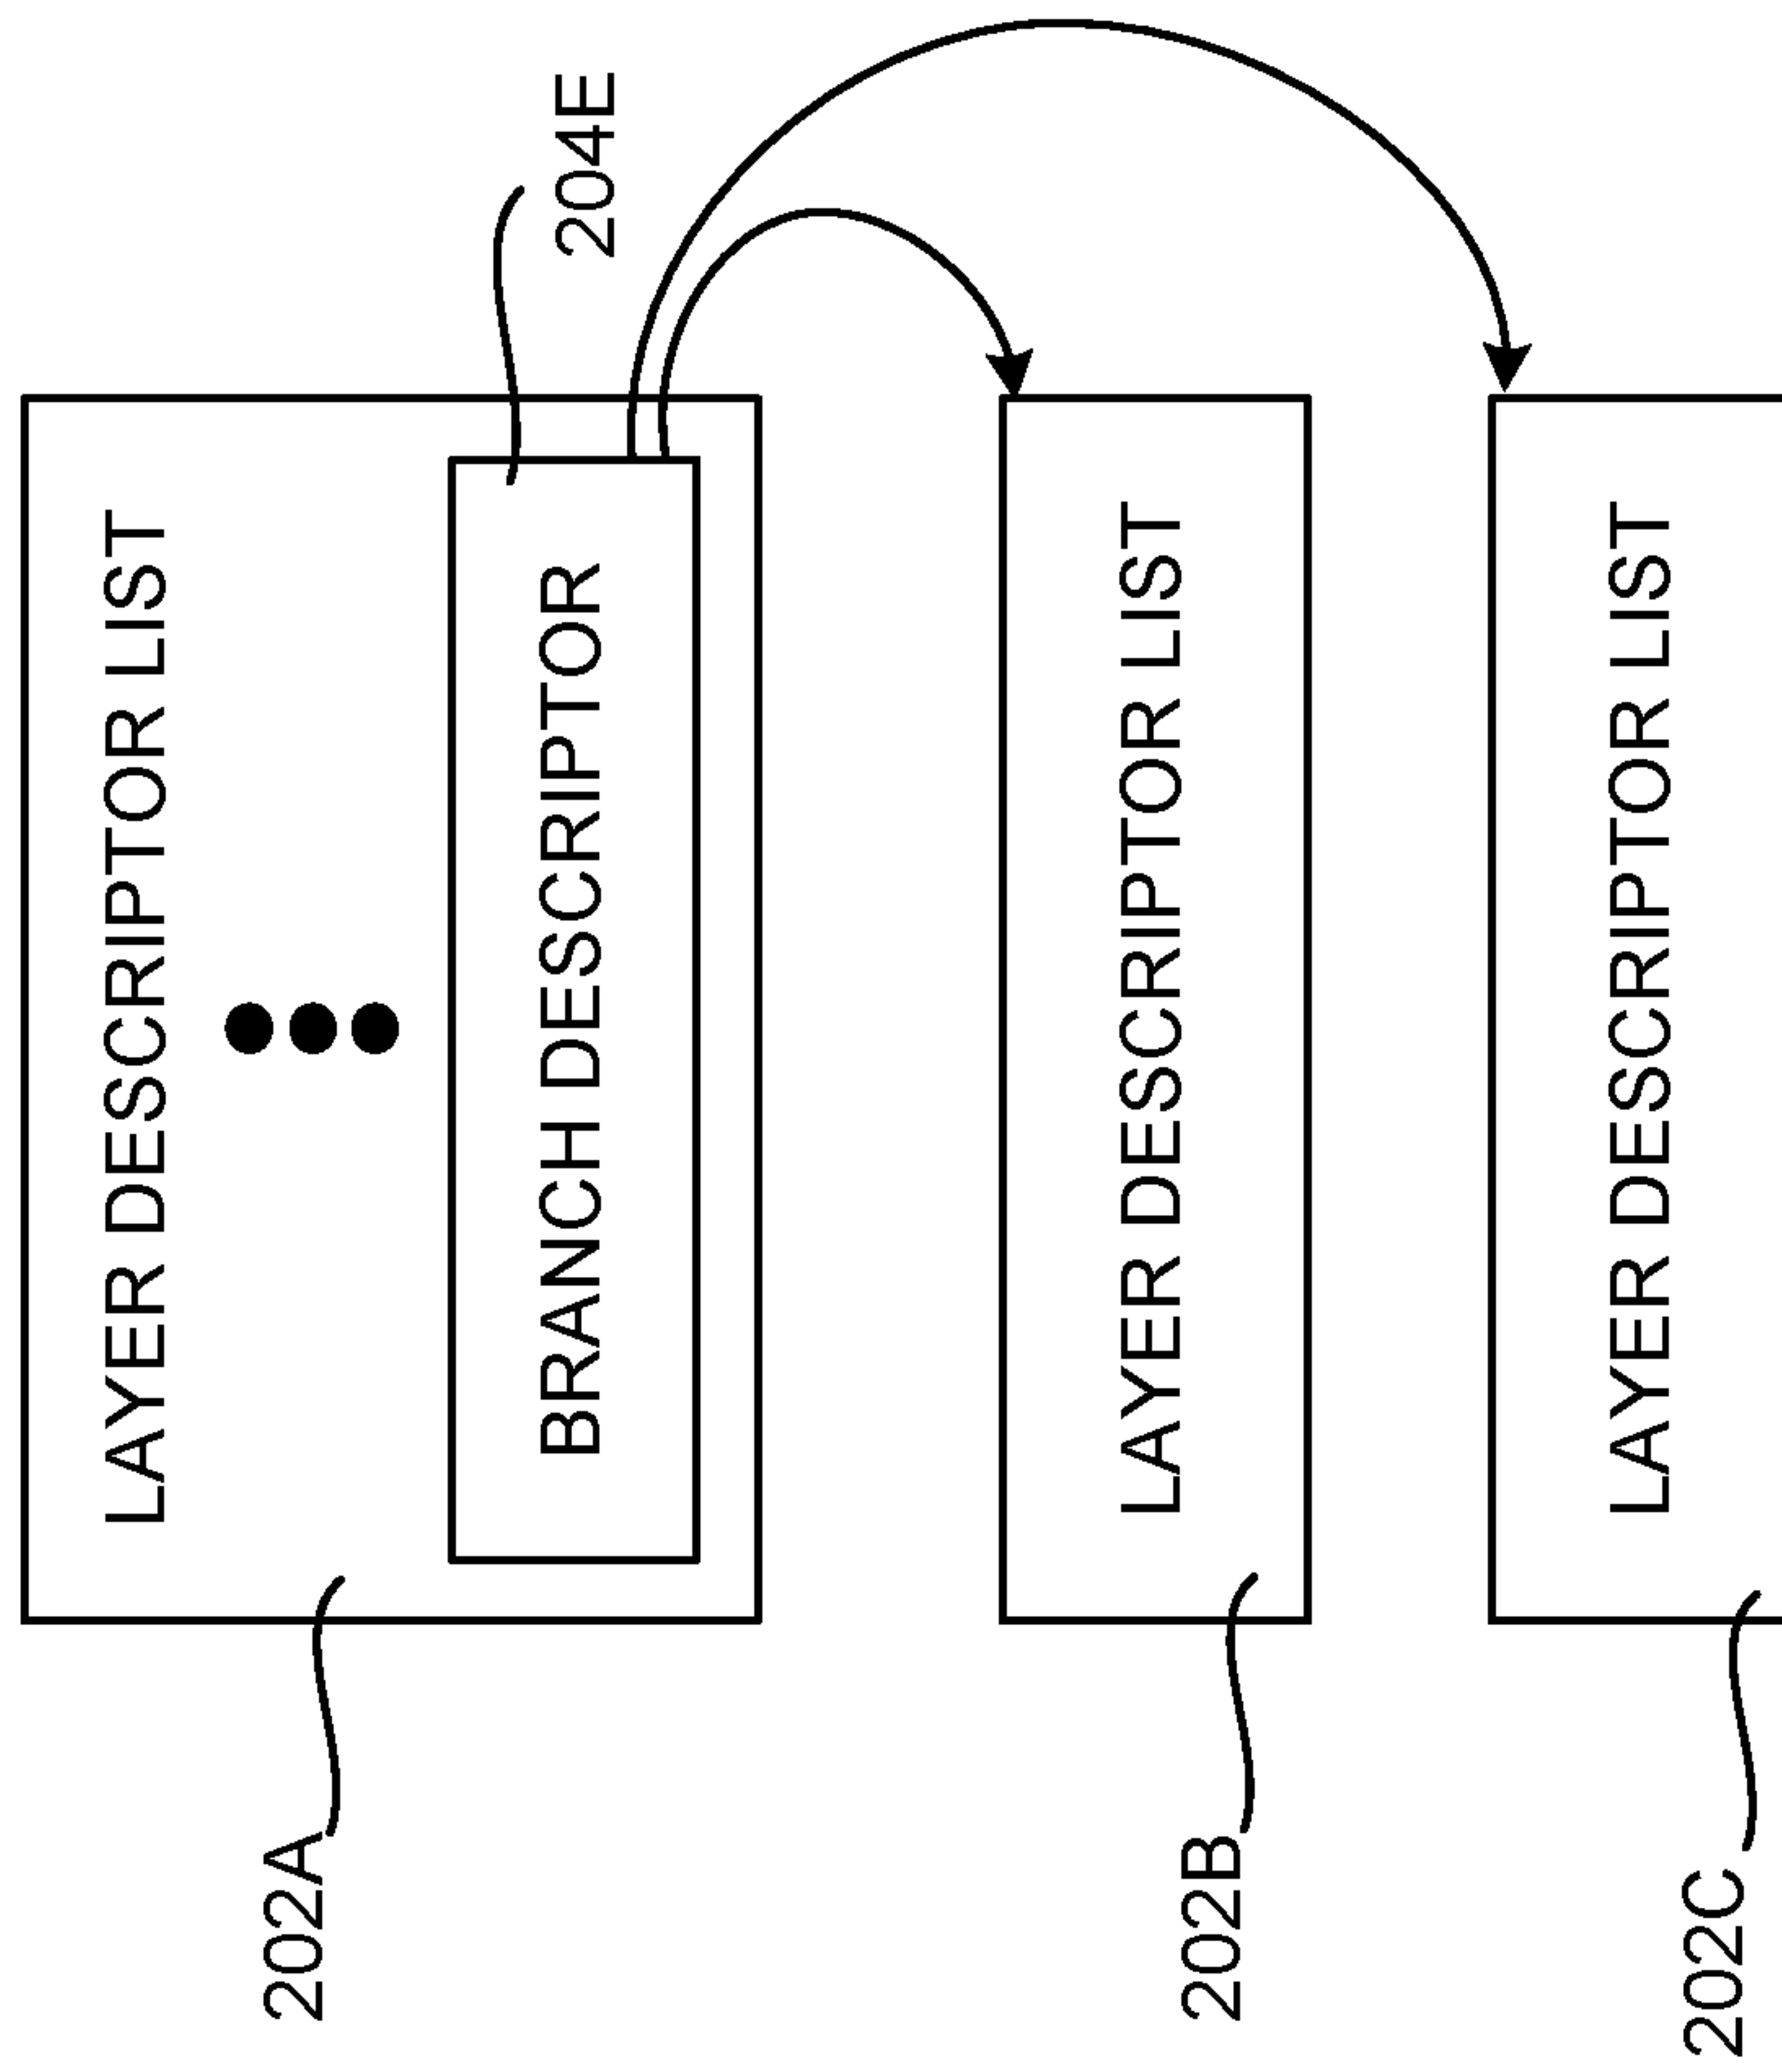 LAYER DESCRIPTOR LIST
202A
BRANCH DESCRIPTOR
204E
LAYER DESCRIPTOR LIST
202B
LAYER DESCRIPTOR LIST
202C